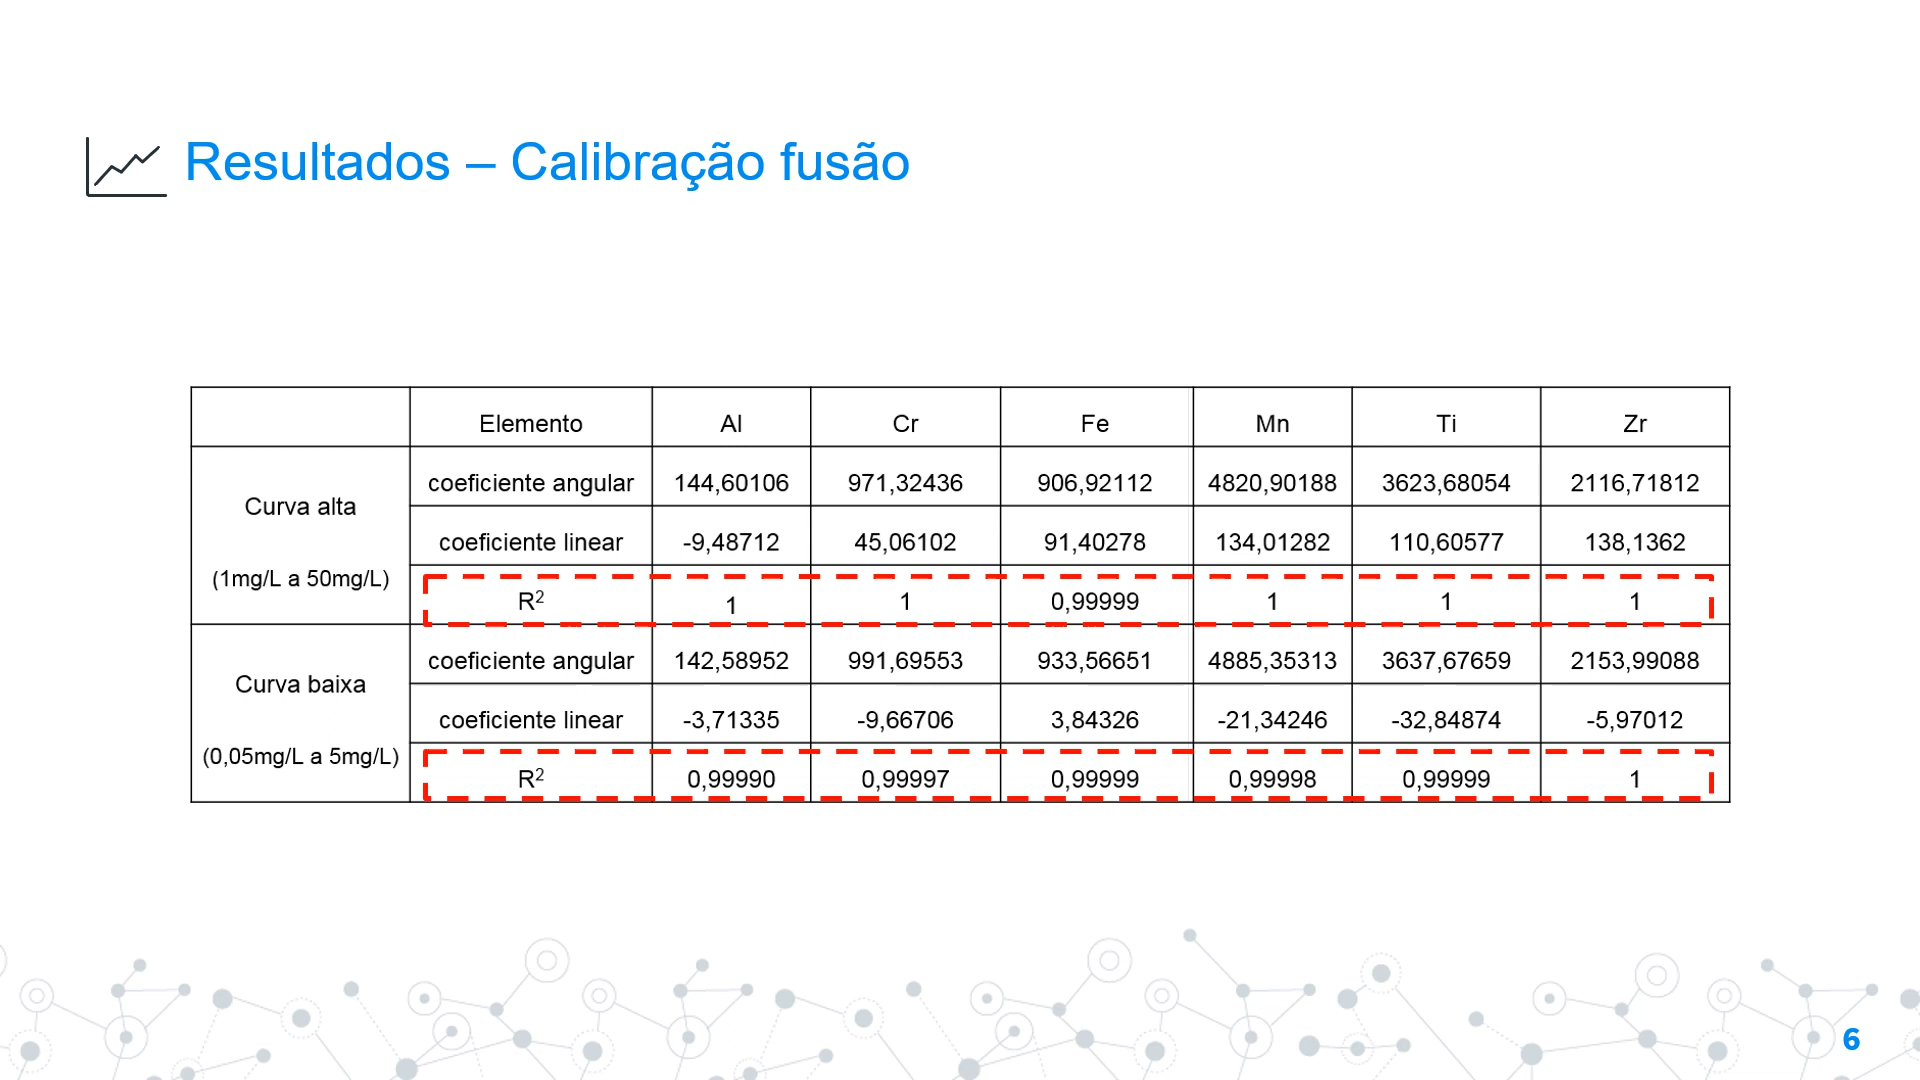 Resultados – Calibração fusão
Elemento Al Cr Fe Mn Ti Zr
Curva alta
(1mg/L a 50mg/L)
coeficiente angular 144,60106 971,32436 906,92112 4820,90188 3623,68054 2116,71812
coeficiente linear -9,48712 45,06102 91,40278 134,01282 110,60577 138,1362
R² 1 1 0,99999 1 1 1
Curva baixa
(0,05mg/L a 5mg/L)
coeficiente angular 142,58952 991,69553 933,56651 4885,35313 3637,67659 2153,99088
coeficiente linear -3,71335 -9,66706 3,84326 -21,34246 -32,84874 -5,97012
R² 0,99990 0,99997 0,99999 0,99998 0,99999 1
6